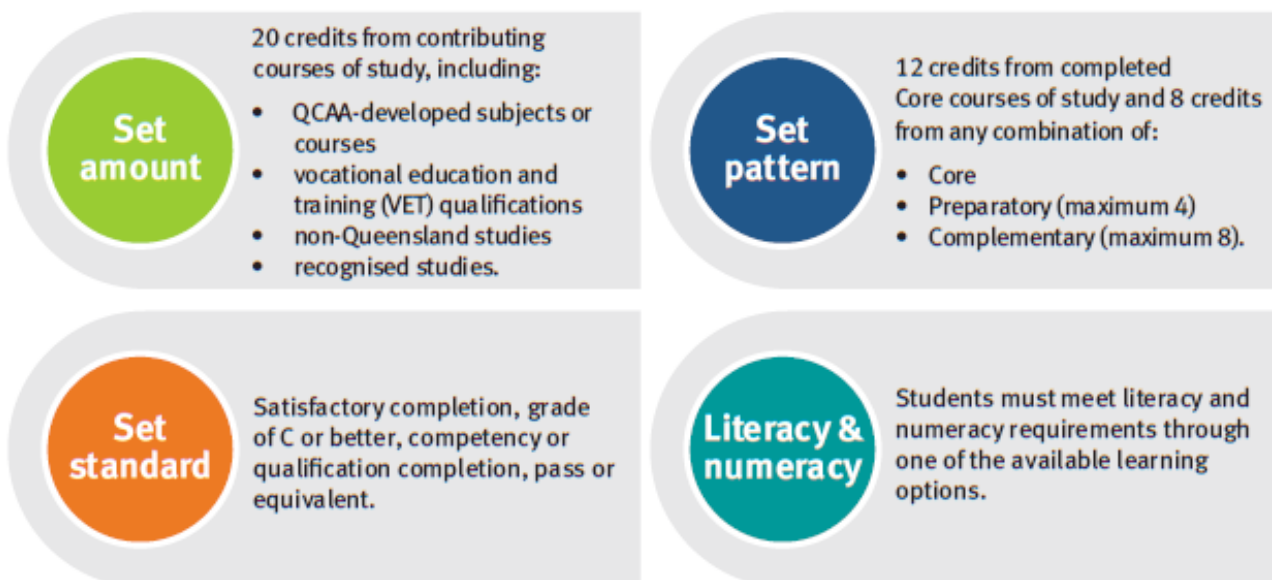 Set
amount
20 credits from contributing
courses of study, including:
• QCAA-developed subjects or
courses
• vocational education and
training (VET) qualifications
• non-Queensland studies
• recognised studies.
Set
pattern
12 credits from completed
Core courses of study and 8 credits
from any combination of:
• Core
• Preparatory (maximum 4)
• Complementary (maximum 8).
Set
standard
Satisfactory completion, grade
of C or better, competency or
qualification completion, pass or
equivalent.
Literacy &
numeracy
Students must meet literacy and
numeracy requirements through
one of the available learning
options.